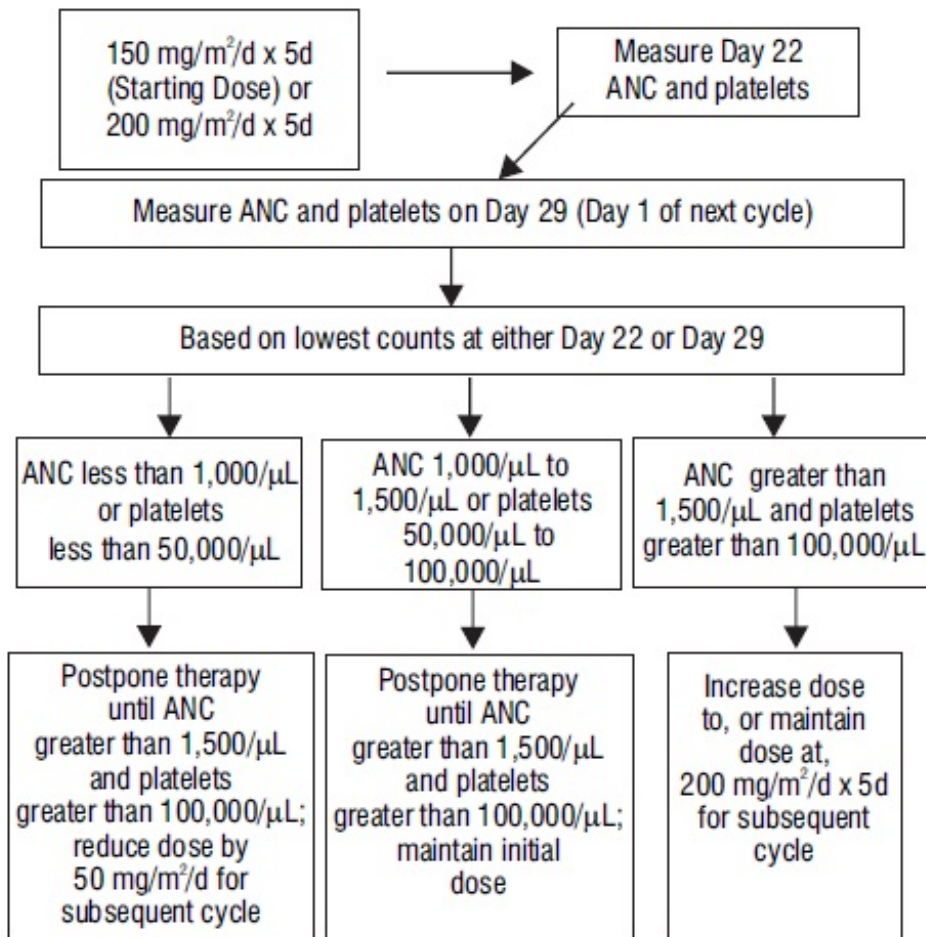 150 mg/m²/d x 5d
(Starting Dose) or
200 mg/m²/d x 5d
Measure Day 22
ANC and platelets
Measure ANC and platelets on Day 29 (Day 1 of next cycle)
Based on lowest counts at either Day 22 or Day 29
ANC less than 1,000/μL
or platelets
less than 50,000/μL
ANC 1,000/μL to
1,500/μL or platelets
50,000/μL to
100,000/μL
ANC greater than
1,500/μL and platelets
greater than 100,000/μL
Postpone therapy
until ANC
greater than 1,500/μL
and platelets
greater than 100,000/μL;
reduce dose by
50 mg/m²/d for
subsequent cycle
Postpone therapy
until ANC
greater than 1,500/μL
and platelets
greater than 100,000/μL;
maintain initial
dose
Increase dose
to, or maintain
dose at,
200 mg/m²/d x 5d
for subsequent
cycle